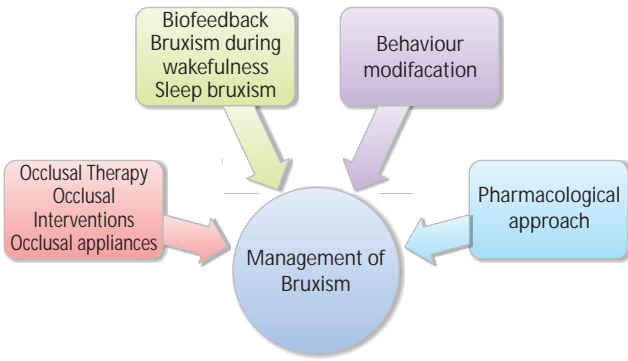 Biofeedback
Bruxism during
wakefulness
Sleep bruxism
Behaviour
modifacation
Occlusal Therapy
Occlusal
Interventions
Occlusal appliances
Pharmacological
approach
Management of
Bruxism